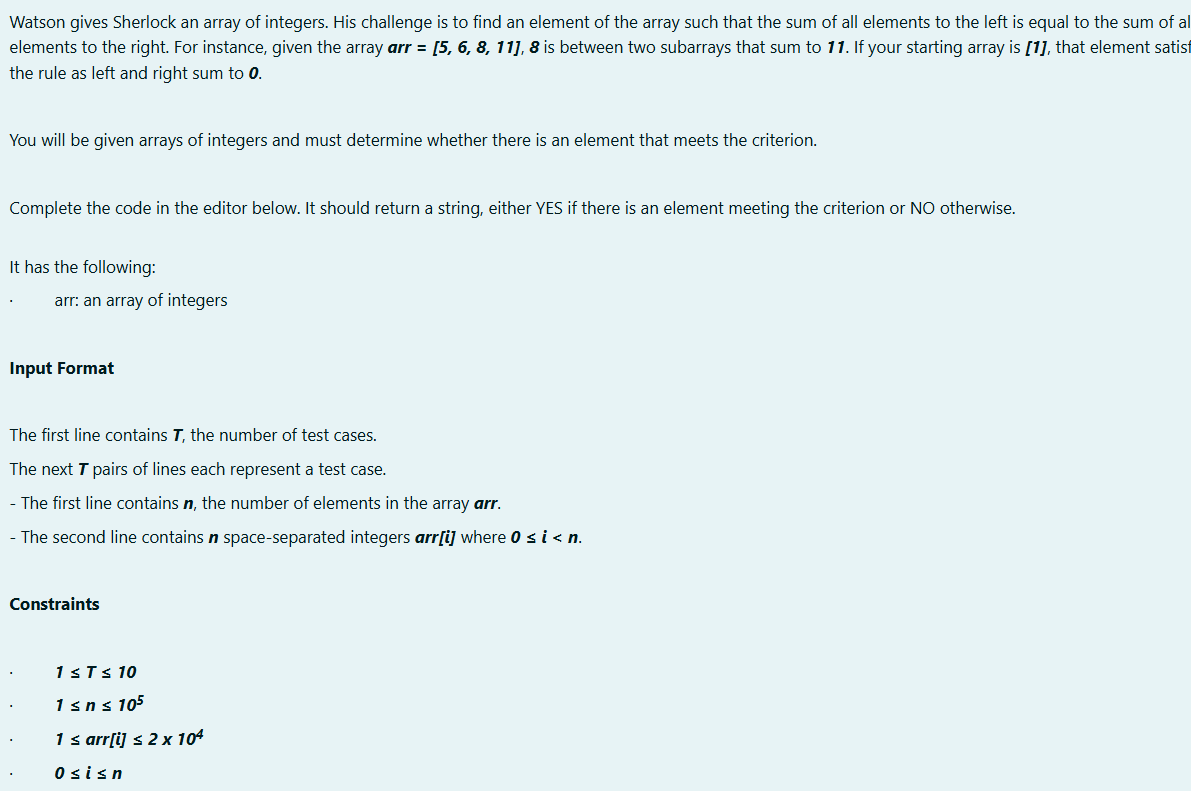 Watson gives Sherlock an array of integers. His challenge is to find an element of the array such that the sum of all elements to the left is equal to the sum of al
elements to the right. For instance, given the array arr = [5, 6, 8, 11], 8 is between two subarrays that sum to 11. If your starting array is [1], that element satisf
the rule as left and right sum to 0.
You will be given arrays of integers and must determine whether there is an element that meets the criterion.
Complete the code in the editor below. It should return a string, either YES if there is an element meeting the criterion or NO otherwise.
It has the following:
· arr: an array of integers
Input Format
The first line contains T, the number of test cases.
The next T pairs of lines each represent a test case.
- The first line contains n, the number of elements in the array arr.
- The second line contains n space-separated integers arr[i] where 0 ≤ i < n.
Constraints
· 1 ≤ T ≤ 10
· 1 ≤ n ≤ 10⁵
· 1 ≤ arr[i] ≤ 2 x 10⁴
· 0 ≤ i ≤ n